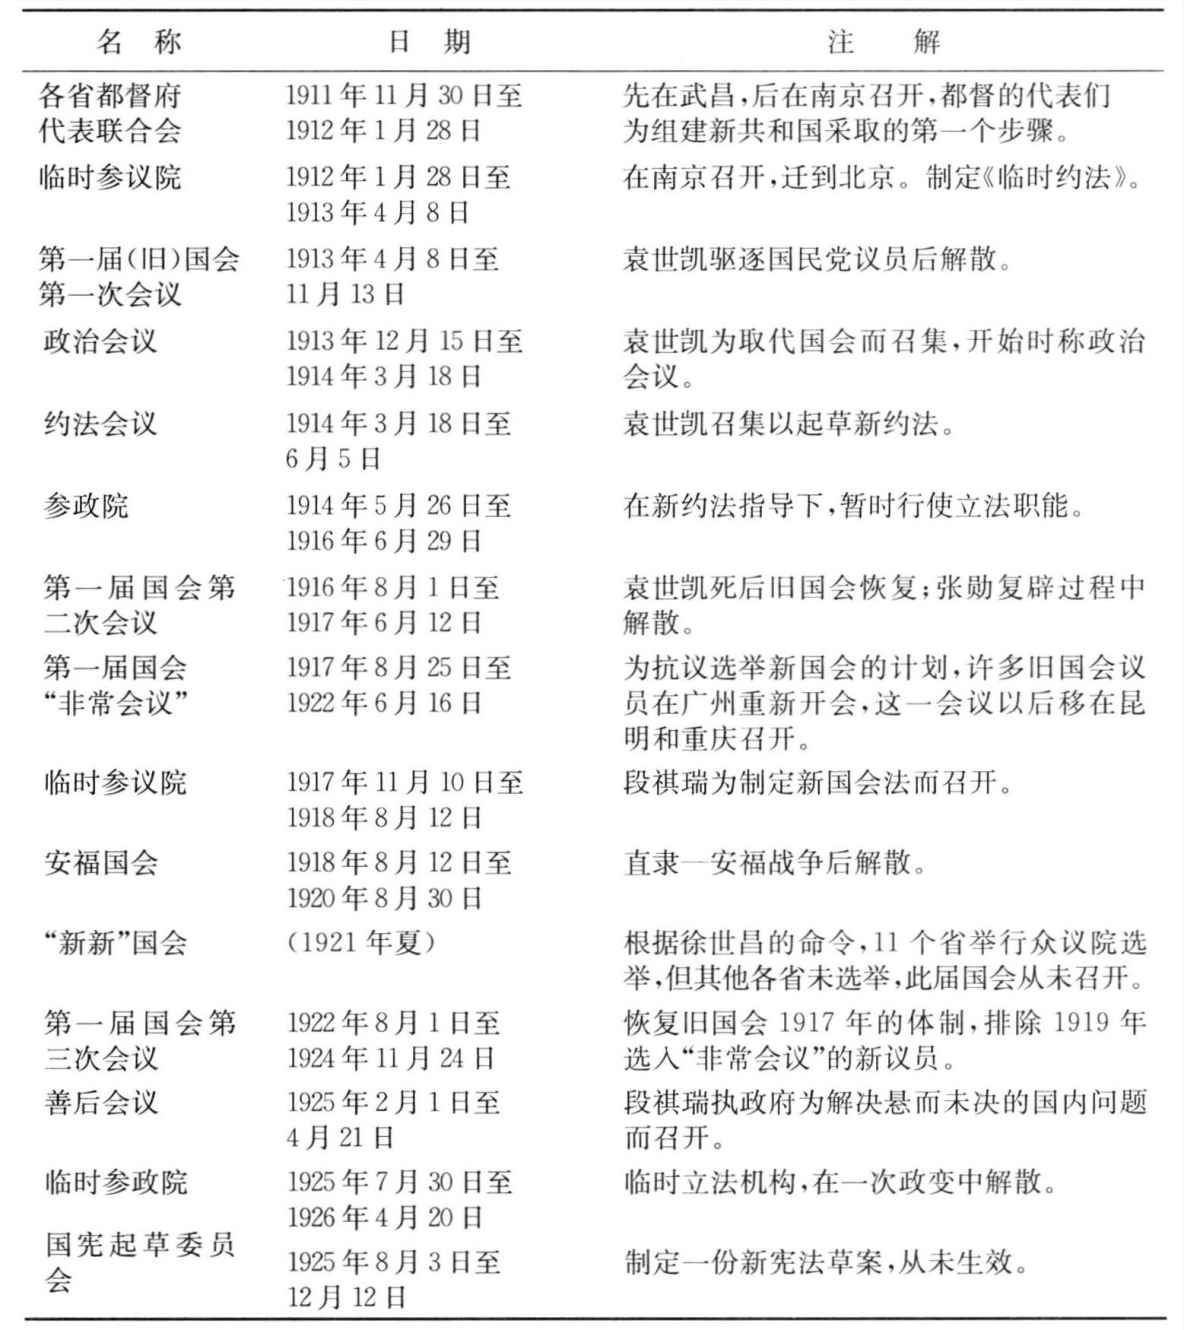 名 称 日 期 注 解
各省都督府 1911年11月30日至 先在武昌,后在南京召开,都督的代表们
代表联合会 1912年1月28日 为组建新共和国采取的第一个步骤。
临时参议院 1912年1月28日至 在南京召开,迁到北京。制定《临时约法》。
1913年4月8日
第一届(旧)国会 1913年4月8日至 袁世凯驱逐国民党议员后解散。
第一次会议 11月13日
政治会议 1913年12月15日至 袁世凯为取代国会而召集,开始时称政治
1914年3月18日 会议。
约法会议 1914年3月18日至 袁世凯召集以起草新约法。
6月5日
参政院 1914年5月26日至 在新约法指导下,暂时行使立法职能。
1916年6月29日
第一届国会第 1916年8月1日至 袁世凯死后旧国会恢复;张勋复辟过程中
二次会议 1917年6月12日 解散。
第一届国会 1917年8月25日至 为抗议选举新国会的计划,许多旧国会议
“非常会议” 1922年6月16日 员在广州重新开会,这一会议以后移在昆
明和重庆召开。
临时参议院 1917年11月10日至 段祺瑞为制定新国会法而召开。
1918年8月12日
安福国会 1918年8月12日至 直隶—安福战争后解散。
1920年8月30日
“新新”国会 (1921年夏) 根据徐世昌的命令,11个省举行众议院选
举,但其他各省未选举,此届国会从未召开。
第一届国会第 1922年8月1日至 恢复旧国会1917年的体制,排除1919年
三次会议 1924年11月24日 选入“非常会议”的新议员。
善后会议 1925年2月1日至 段祺瑞执政府为解决悬而未决的国内问题
4月21日 而召开。
临时参政院 1925年7月30日至 临时立法机构,在一次政变中解散。
1926年4月20日
国宪起草委员 1925年8月3日至 制定一份新宪法草案,从未生效。
会 12月12日